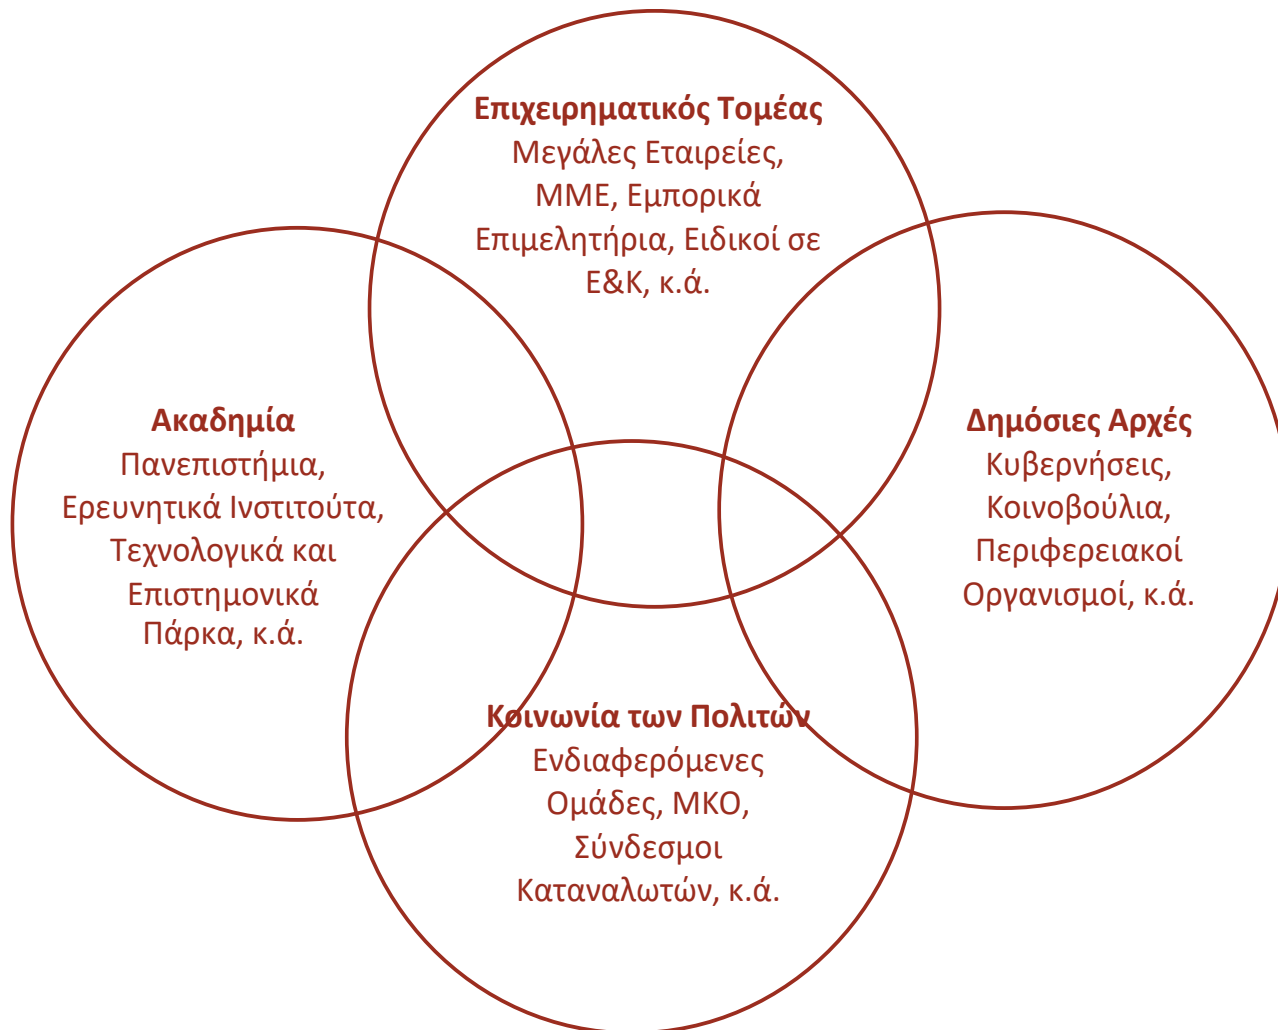 Επιχειρηματικός Τομέας
Μεγάλες Εταιρείες,
ΜΜΕ, Εμπορικά
Επιμελητήρια, Ειδικοί σε
Ε&Κ, κ.ά.
Ακαδημία
Πανεπιστήμια,
Ερευνητικά Ινστιτούτα,
Τεχνολογικά και
Επιστημονικά
Πάρκα, κ.ά.
Δημόσιες Αρχές
Κυβερνήσεις,
Κοινοβούλια,
Περιφερειακοί
Οργανισμοί, κ.ά.
Κοινωνία των Πολιτών
Ενδιαφερόμενες
Ομάδες, ΜΚΟ,
Σύνδεσμοι
Καταναλωτών, κ.ά.